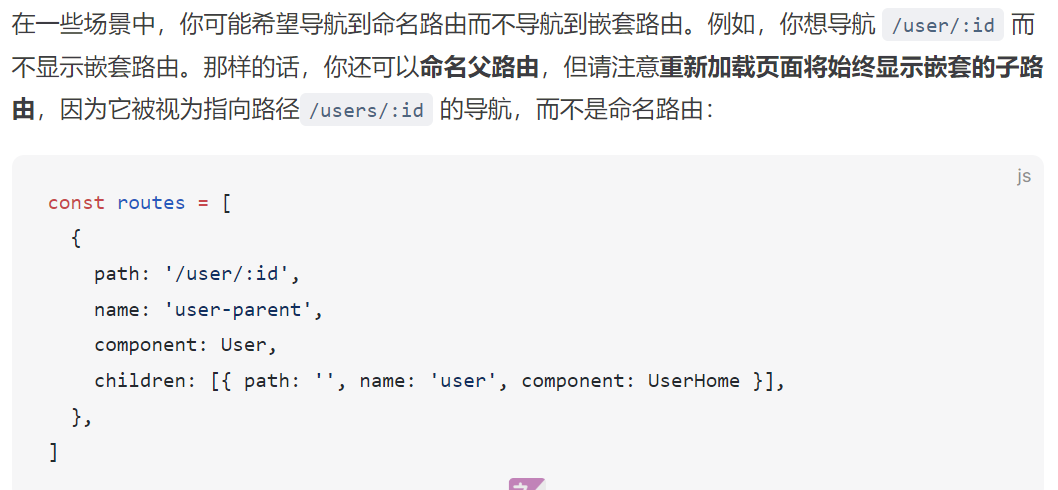 在一些场景中，你可能希望导航到命名路由而不导航到嵌套路由。例如，你想导航 /user/:id 而
不显示嵌套路由。那样的话，你还可以命名父路由，但请注意重新加载页面将始终显示嵌套的子路
由，因为它被视为指向路径 /users/:id 的导航，而不是命名路由：
js
const routes = [
  {
    path: '/user/:id',
    name: 'user-parent',
    component: User,
    children: [{ path: '', name: 'user', component: UserHome }],
  },
]